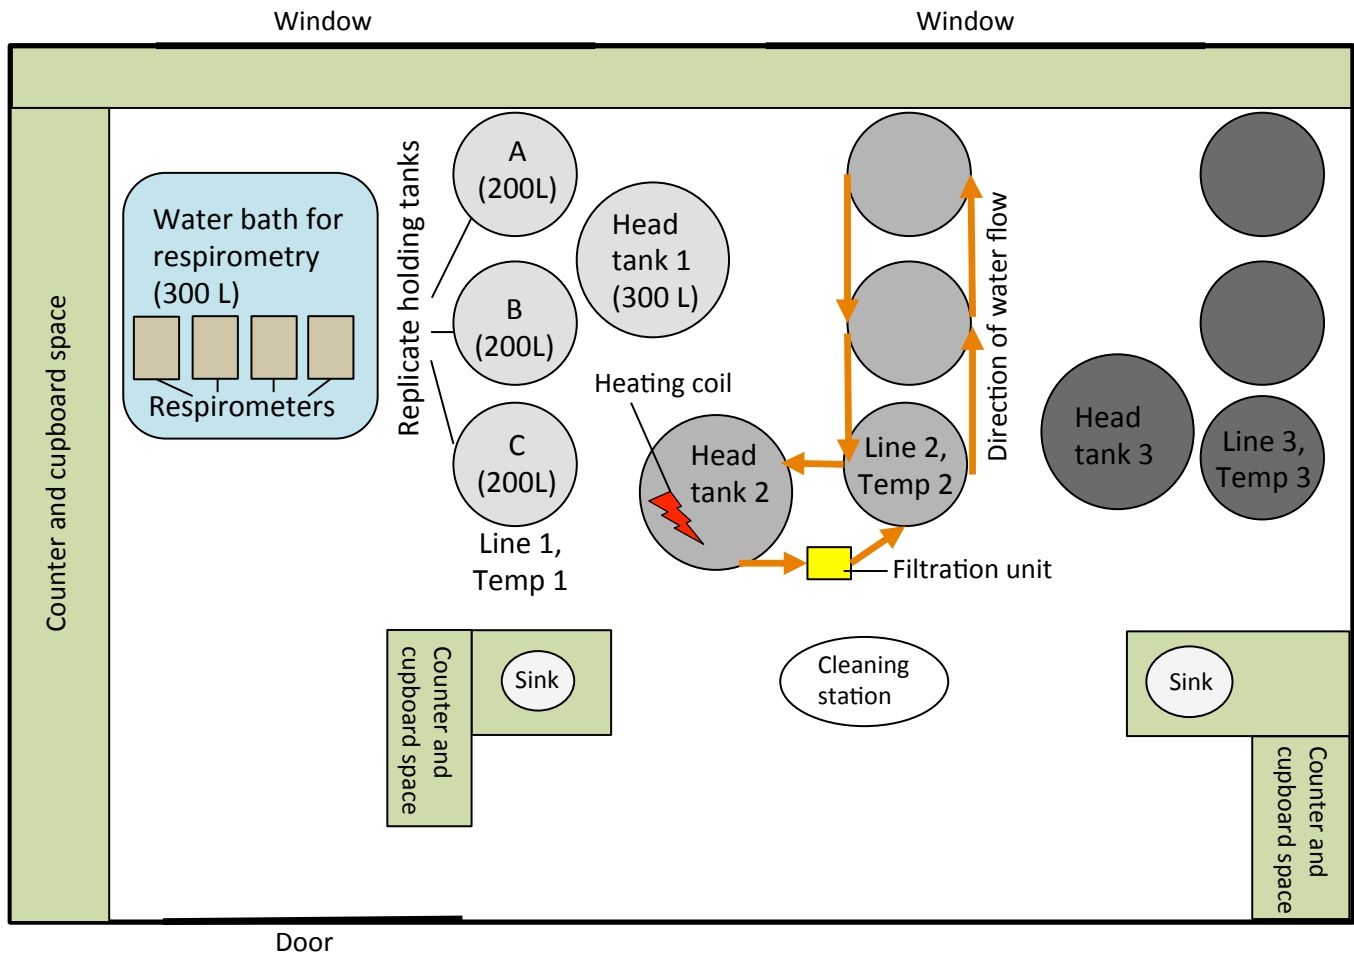 Window
Window
Counter and cupboard space
Water bath for
respirometry
(300 L)
Respirometers
Replicate holding tanks
A
(200L)
B
(200L)
C
(200L)
Line 1,
Temp 1
Head
tank 1
(300 L)
Heating coil
Head
tank 2
Line 2,
Temp 2
Direction of water flow
Filtration unit
Head
tank 3
Line 3,
Temp 3
Counter and
cupboard space
Sink
Cleaning
station
Sink
Counter and
cupboard space
Door